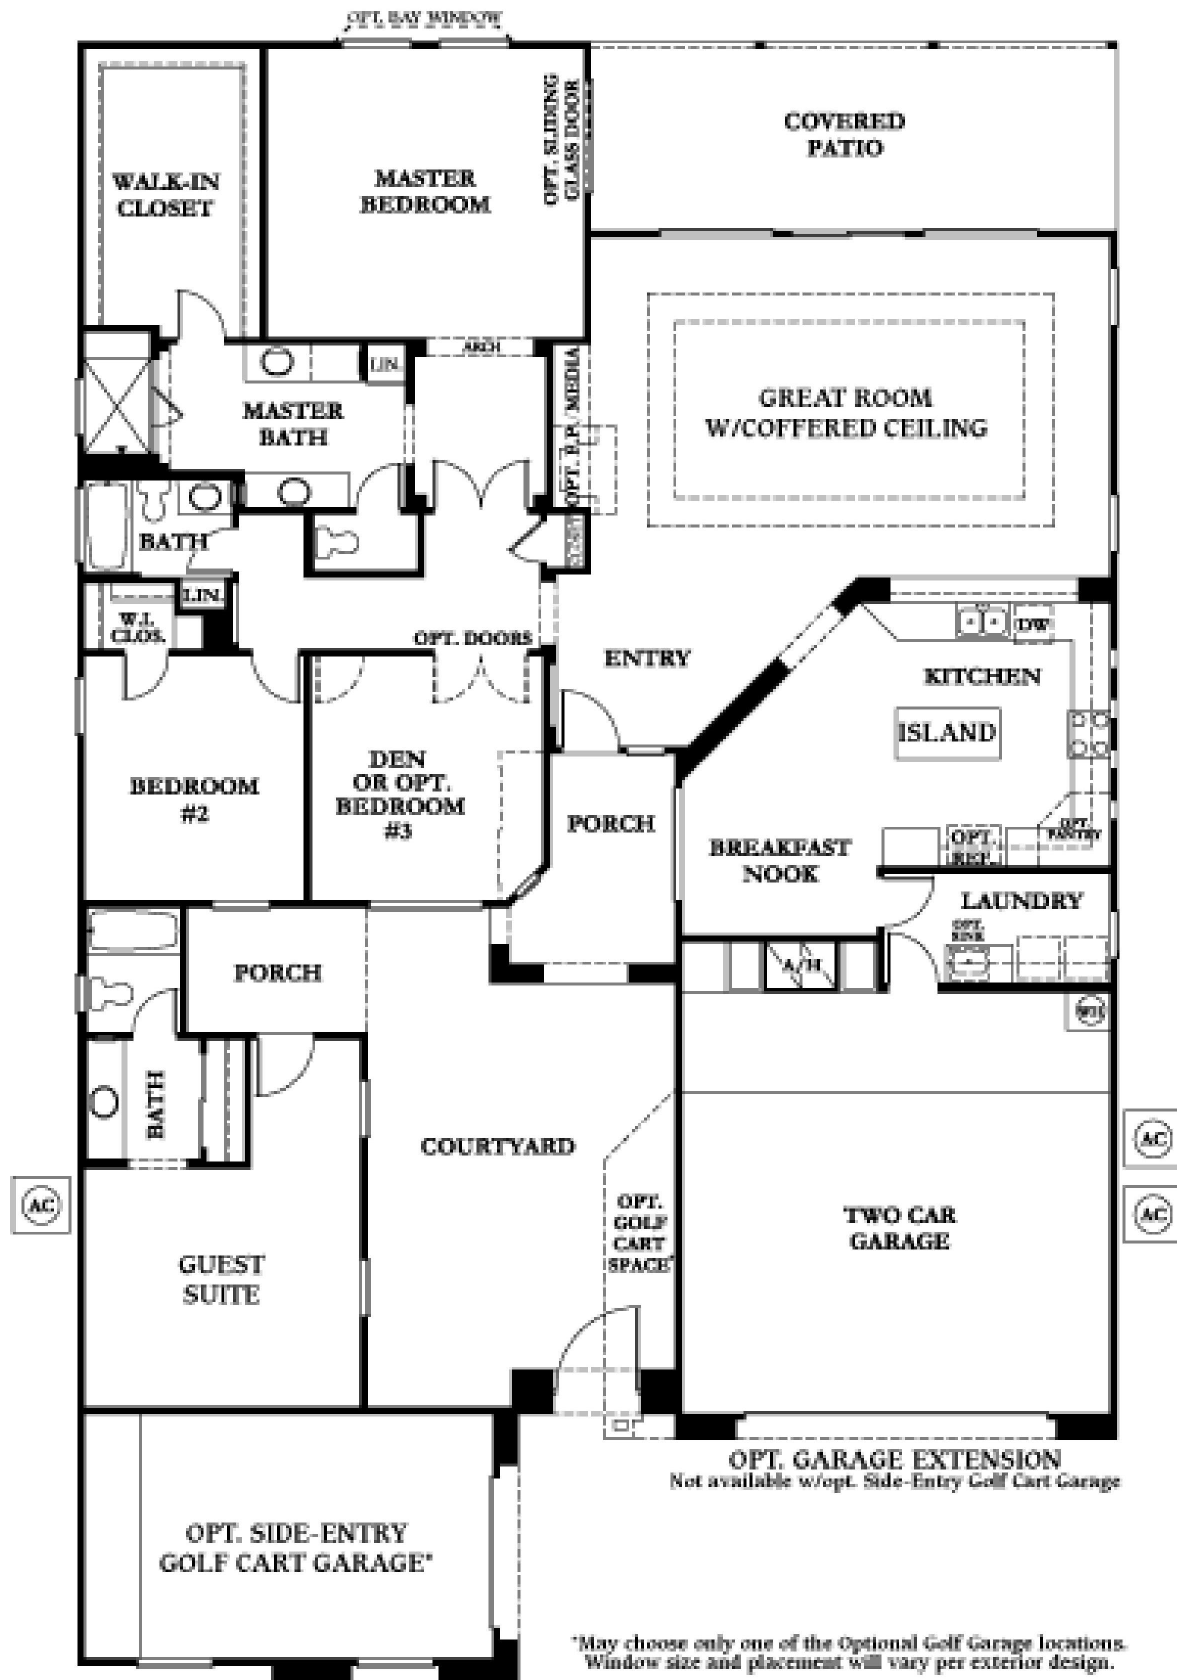 OPT. BAY WINDOW
OPT. SLIDING
GLASS DOOR
COVERED
PATIO
WALK-IN
CLOSET
MASTER
BEDROOM
ARCH
LIN.
MASTER
BATH
OPT. F.P./MEDIA
GREAT ROOM
W/COFFERED CEILING
BATH
LIN.
W.I.
CLOS.
OPT. DOORS
ENTRY
DW
KITCHEN
ISLAND
BEDROOM
#2
DEN
OR OPT.
BEDROOM
#3
PORCH
BREAKFAST
NOOK
OPT.
REF.
OPT.
PANTRY
LAUNDRY
OPT.
SINK
PORCH
A/H
BATH
COURTYARD
AC
AC
AC
OPT.
GOLF
CART
SPACE*
TWO CAR
GARAGE
GUEST
SUITE
OPT. GARAGE EXTENSION
Not available w/opt. Side-Entry Golf Cart Garage
OPT. SIDE-ENTRY
GOLF CART GARAGE*
*May choose only one of the Optional Golf Garage locations.
Window size and placement will vary per exterior design.